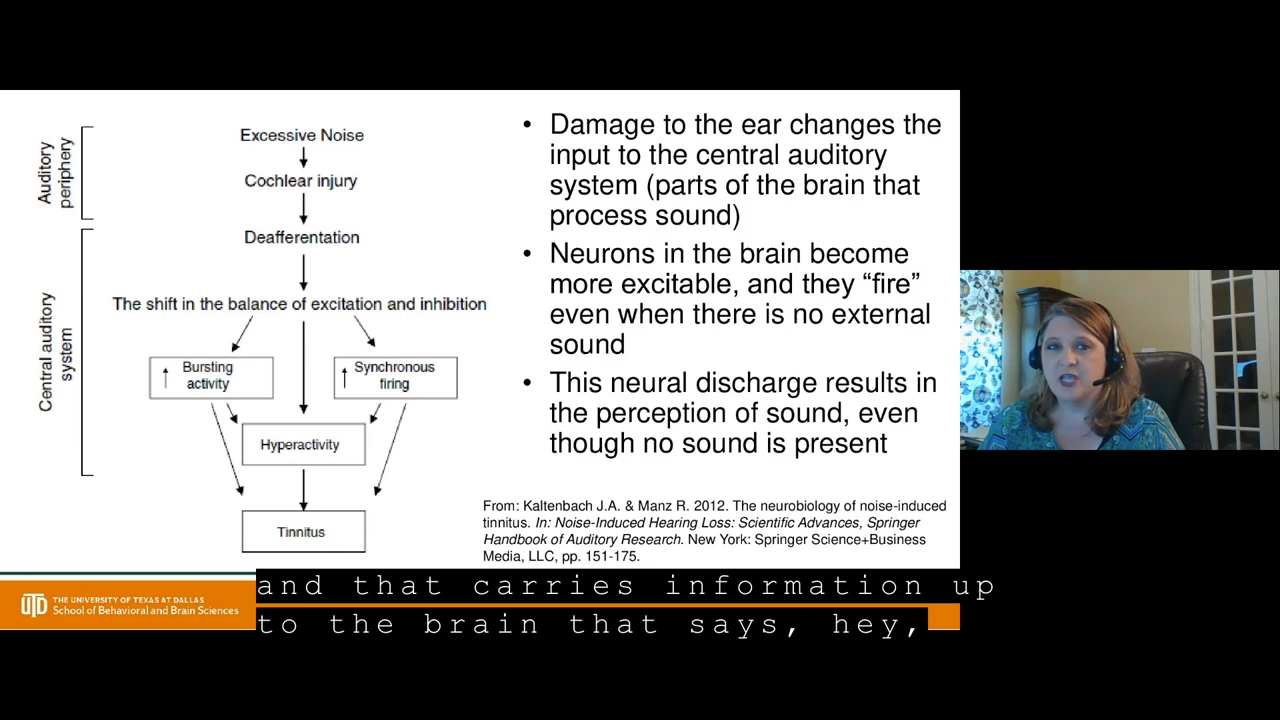 Auditory
periphery
Excessive Noise
Cochlear injury
Central auditory
system
Deafferentation
The shift in the balance of excitation and inhibition
Bursting
activity
Synchronous
firing
Hyperactivity
Tinnitus
• Damage to the ear changes the
input to the central auditory
system (parts of the brain that
process sound)
• Neurons in the brain become
more excitable, and they “fire”
even when there is no external
sound
• This neural discharge results in
the perception of sound, even
though no sound is present
From: Kaltenbach J.A. & Manz R. 2012. The neurobiology of noise-induced
tinnitus. In: Noise-Induced Hearing Loss: Scientific Advances, Springer
Handbook of Auditory Research. New York: Springer Science+Business
Media, LLC, pp. 151-175.
UTD
THE UNIVERSITY OF TEXAS AT DALLAS
School of Behavioral and Brain Sciences
and that carries information up
to the brain that says, hey,